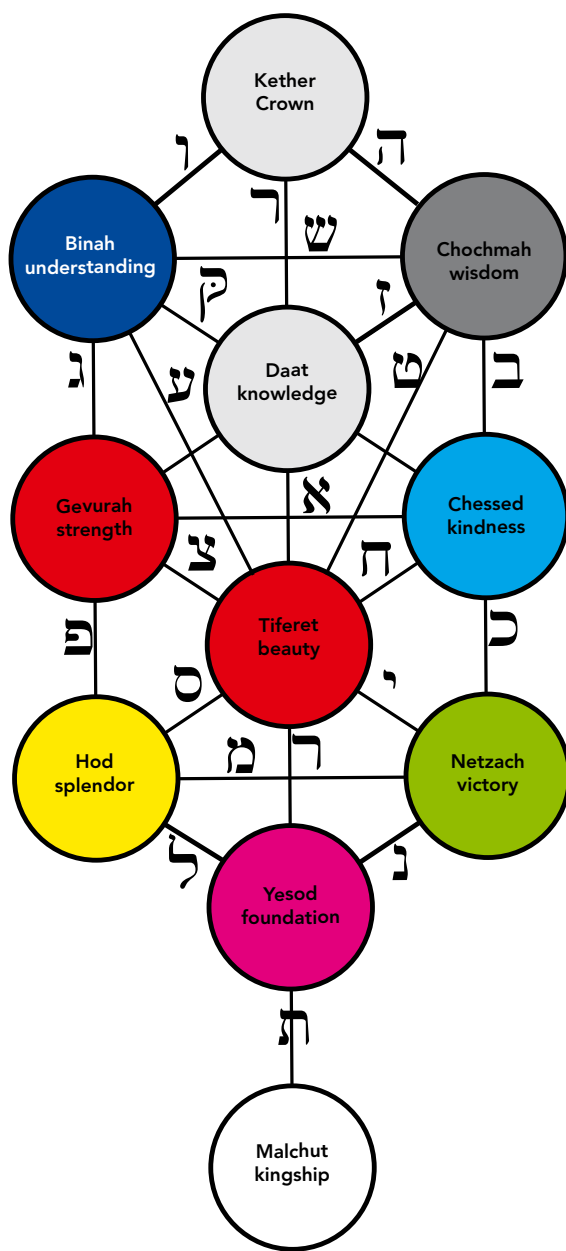 Kether
Crown
ו
ה
ר
ש
Binah
understanding
Chochmah
wisdom
ק
ז
ג
ע
Daat
knowledge
ט
ב
Gevurah
strength
א
Chessed
kindness
צ
ח
פ
Tiferet
beauty
כ
ס
י
Hod
splendor
מ
ר
Netzach
victory
ל
נ
Yesod
foundation
ת
Malchut
kingship